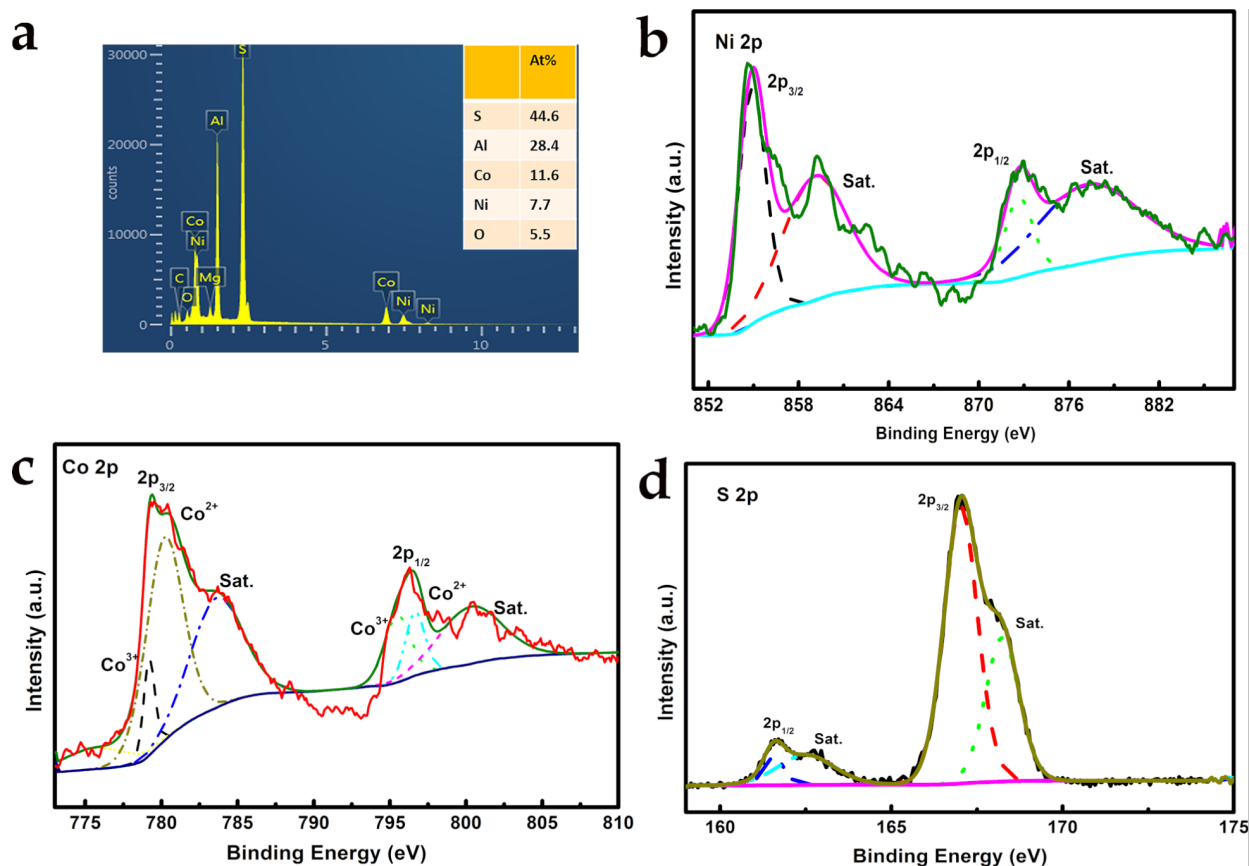 a
30000
20000
10000
0
counts
0
5
10
S
Al
Co
Ni
C
O
Mg
Co
Ni
Ni
At%
S 44.6
Al 28.4
Co 11.6
Ni 7.7
O 5.5
b
Ni 2p
2p3/2
Sat.
2p1/2
Sat.
Intensity (a.u.)
852 858 864 870 876 882
Binding Energy (eV)
c
Co 2p
2p3/2
Co2+
Sat.
Co3+
2p1/2
Co2+
Co3+
Sat.
Intensity (a.u.)
775 780 785 790 795 800 805 810
Binding Energy (eV)
d
S 2p
2p3/2
Sat.
2p1/2
Sat.
Intensity (a.u.)
160 165 170 175
Binding Energy (eV)